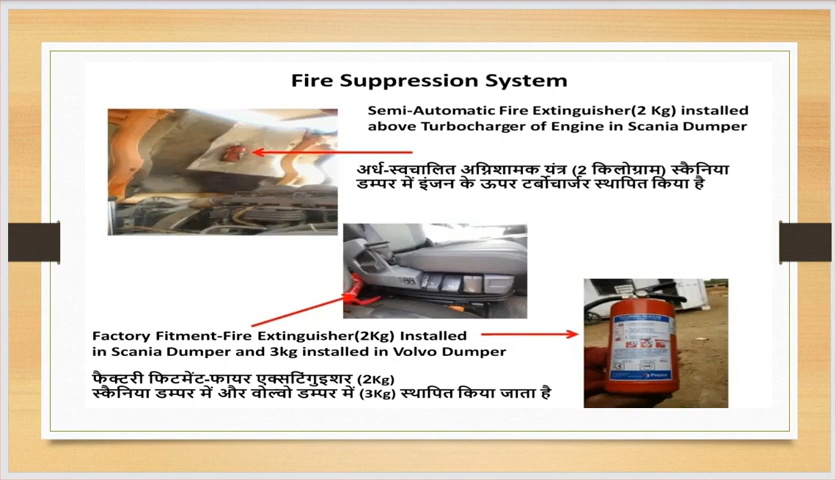 Fire Suppression System
Semi-Automatic Fire Extinguisher(2 Kg) installed
above Turbocharger of Engine in Scania Dumper
अर्ध-स्वचालित अग्निशामक यंत्र (2 किलोग्राम) स्कैनिया
डम्पर में इंजन के ऊपर टर्बोचार्जर स्थापित किया है
Factory Fitment-Fire Extinguisher(2Kg) Installed
in Scania Dumper and 3kg installed in Volvo Dumper
फैक्टरी फिटमेंट-फायर एक्सटिंगुइशर (2Kg)
स्कैनिया डम्पर में और वोल्वो डम्पर में (3Kg) स्थापित किया जाता है